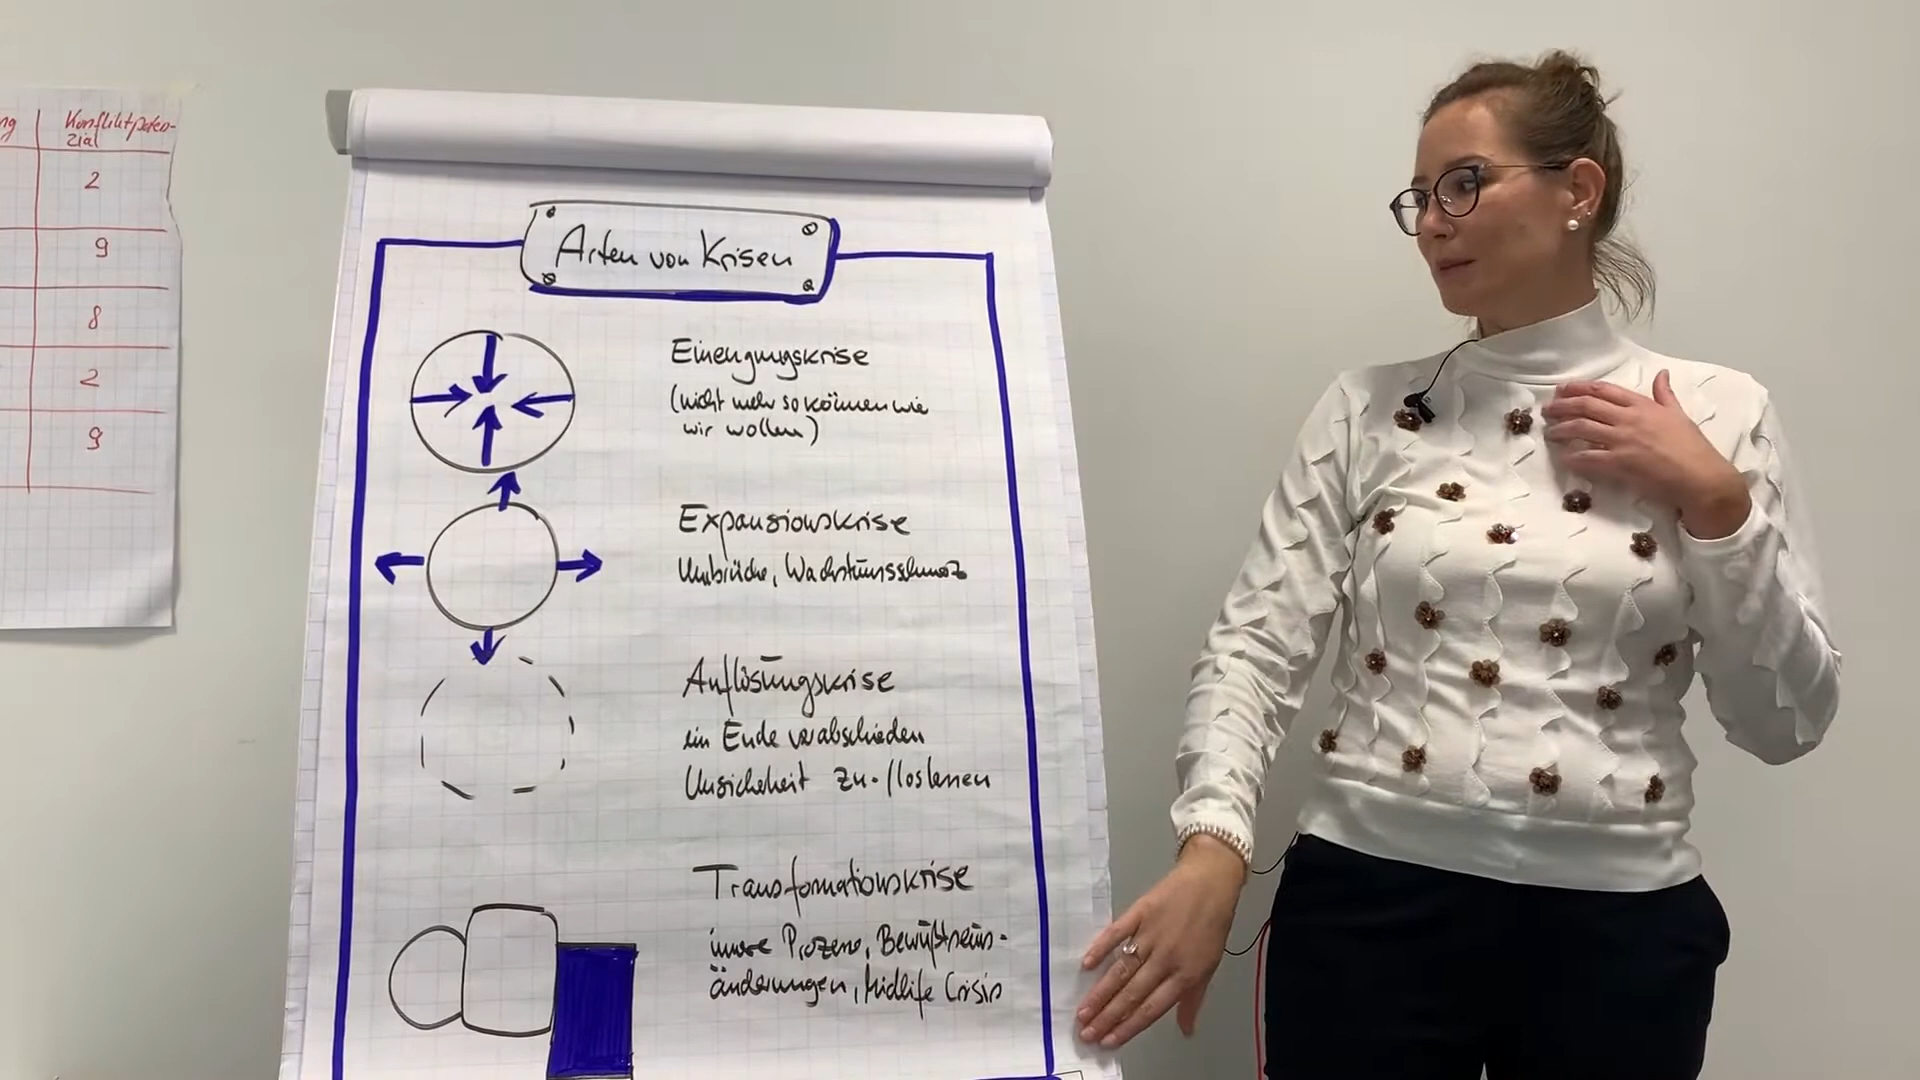 ng
Konfliktpoten-
zial
2
9
8
2
9
Arten von Krisen
Einengungskrise
(nicht mehr so können wie
wir wollen)
Expansionskrise
Umbrüche, Wachstumsschmerz
Auflösungskrise
ein Ende verabschieden
Unsicherheit zu-/loslassen
Transformationskrise
innere Prozesse, Bewußtseins-
änderungen, Midlife Crisis